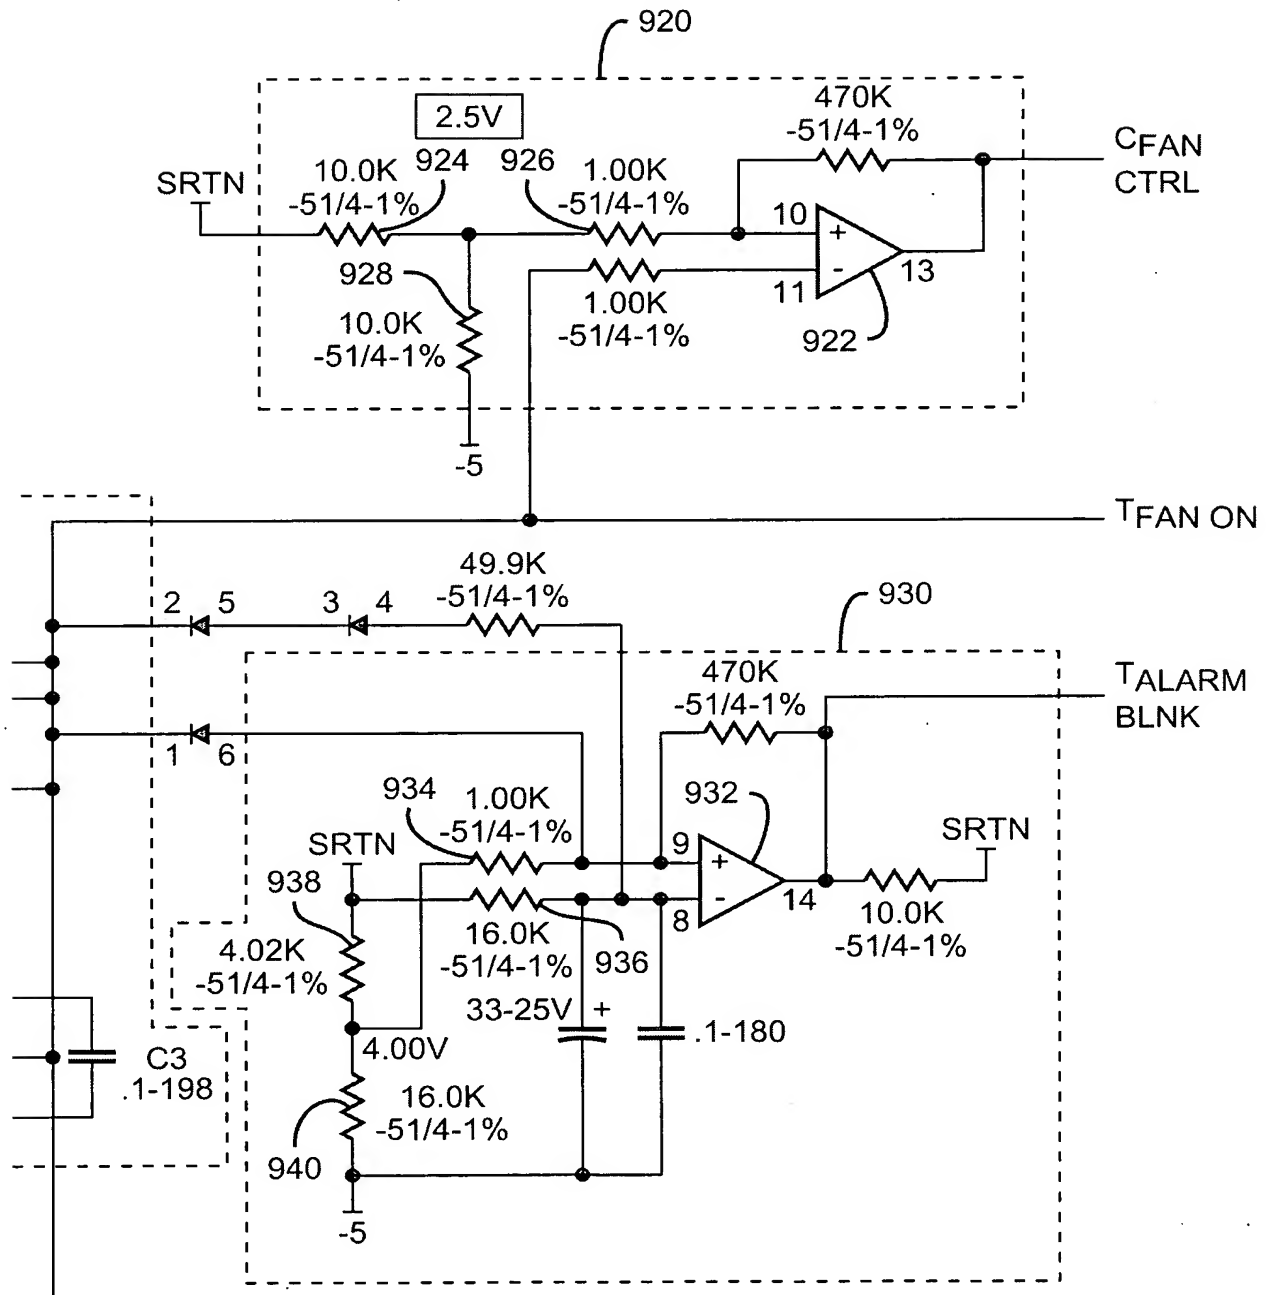 920
470K
-51/4-1%
2.5V
CFAN
CTRL
10.0K
-51/4-1%
924
926
1.00K
-51/4-1%
SRTN
10
+
-
11
13
928
10.0K
-51/4-1%
1.00K
-51/4-1%
922
-5
TFAN ON
49.9K
-51/4-1%
2
5
3
4
930
470K
-51/4-1%
TALARM
BLNK
1
6
934
1.00K
-51/4-1%
932
SRTN
SRTN
9
+
-
8
14
938
10.0K
-51/4-1%
4.02K
-51/4-1%
16.0K
-51/4-1%
936
33-25V
+
.1-180
4.00V
C3
.1-198
16.0K
-51/4-1%
940
-5